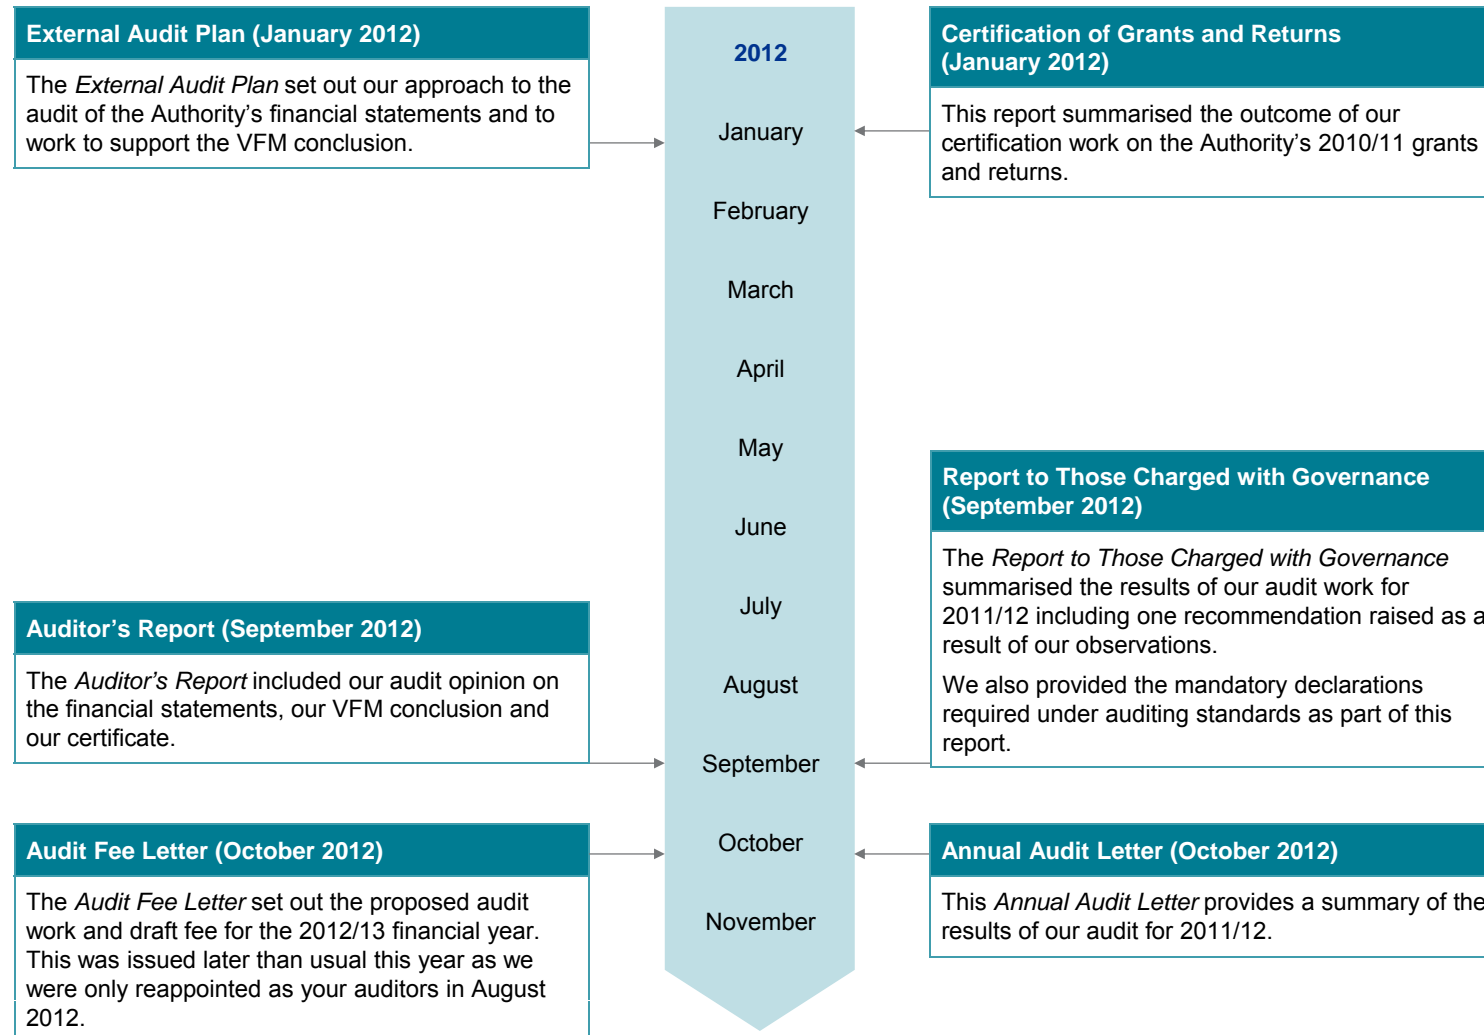 External Audit Plan (January 2012)
The External Audit Plan set out our approach to the
audit of the Authority's financial statements and to
work to support the VFM conclusion.
Auditor's Report (September 2012)
The Auditor's Report included our audit opinion on
the financial statements, our VFM conclusion and
our certificate.
Audit Fee Letter (October 2012)
The Audit Fee Letter set out the proposed audit
work and draft fee for the 2012/13 financial year.
This was issued later than usual this year as we
were only reappointed as your auditors in August
2012.
2012
January
February
March
April
May
June
July
August
September
October
November
Certification of Grants and Returns
(January 2012)
This report summarised the outcome of our
certification work on the Authority's 2010/11 grants
and returns.
Report to Those Charged with Governance
(September 2012)
The Report to Those Charged with Governance
summarised the results of our audit work for
2011/12 including one recommendation raised as a
result of our observations.
We also provided the mandatory declarations
required under auditing standards as part of this
report.
Annual Audit Letter (October 2012)
This Annual Audit Letter provides a summary of the
results of our audit for 2011/12.